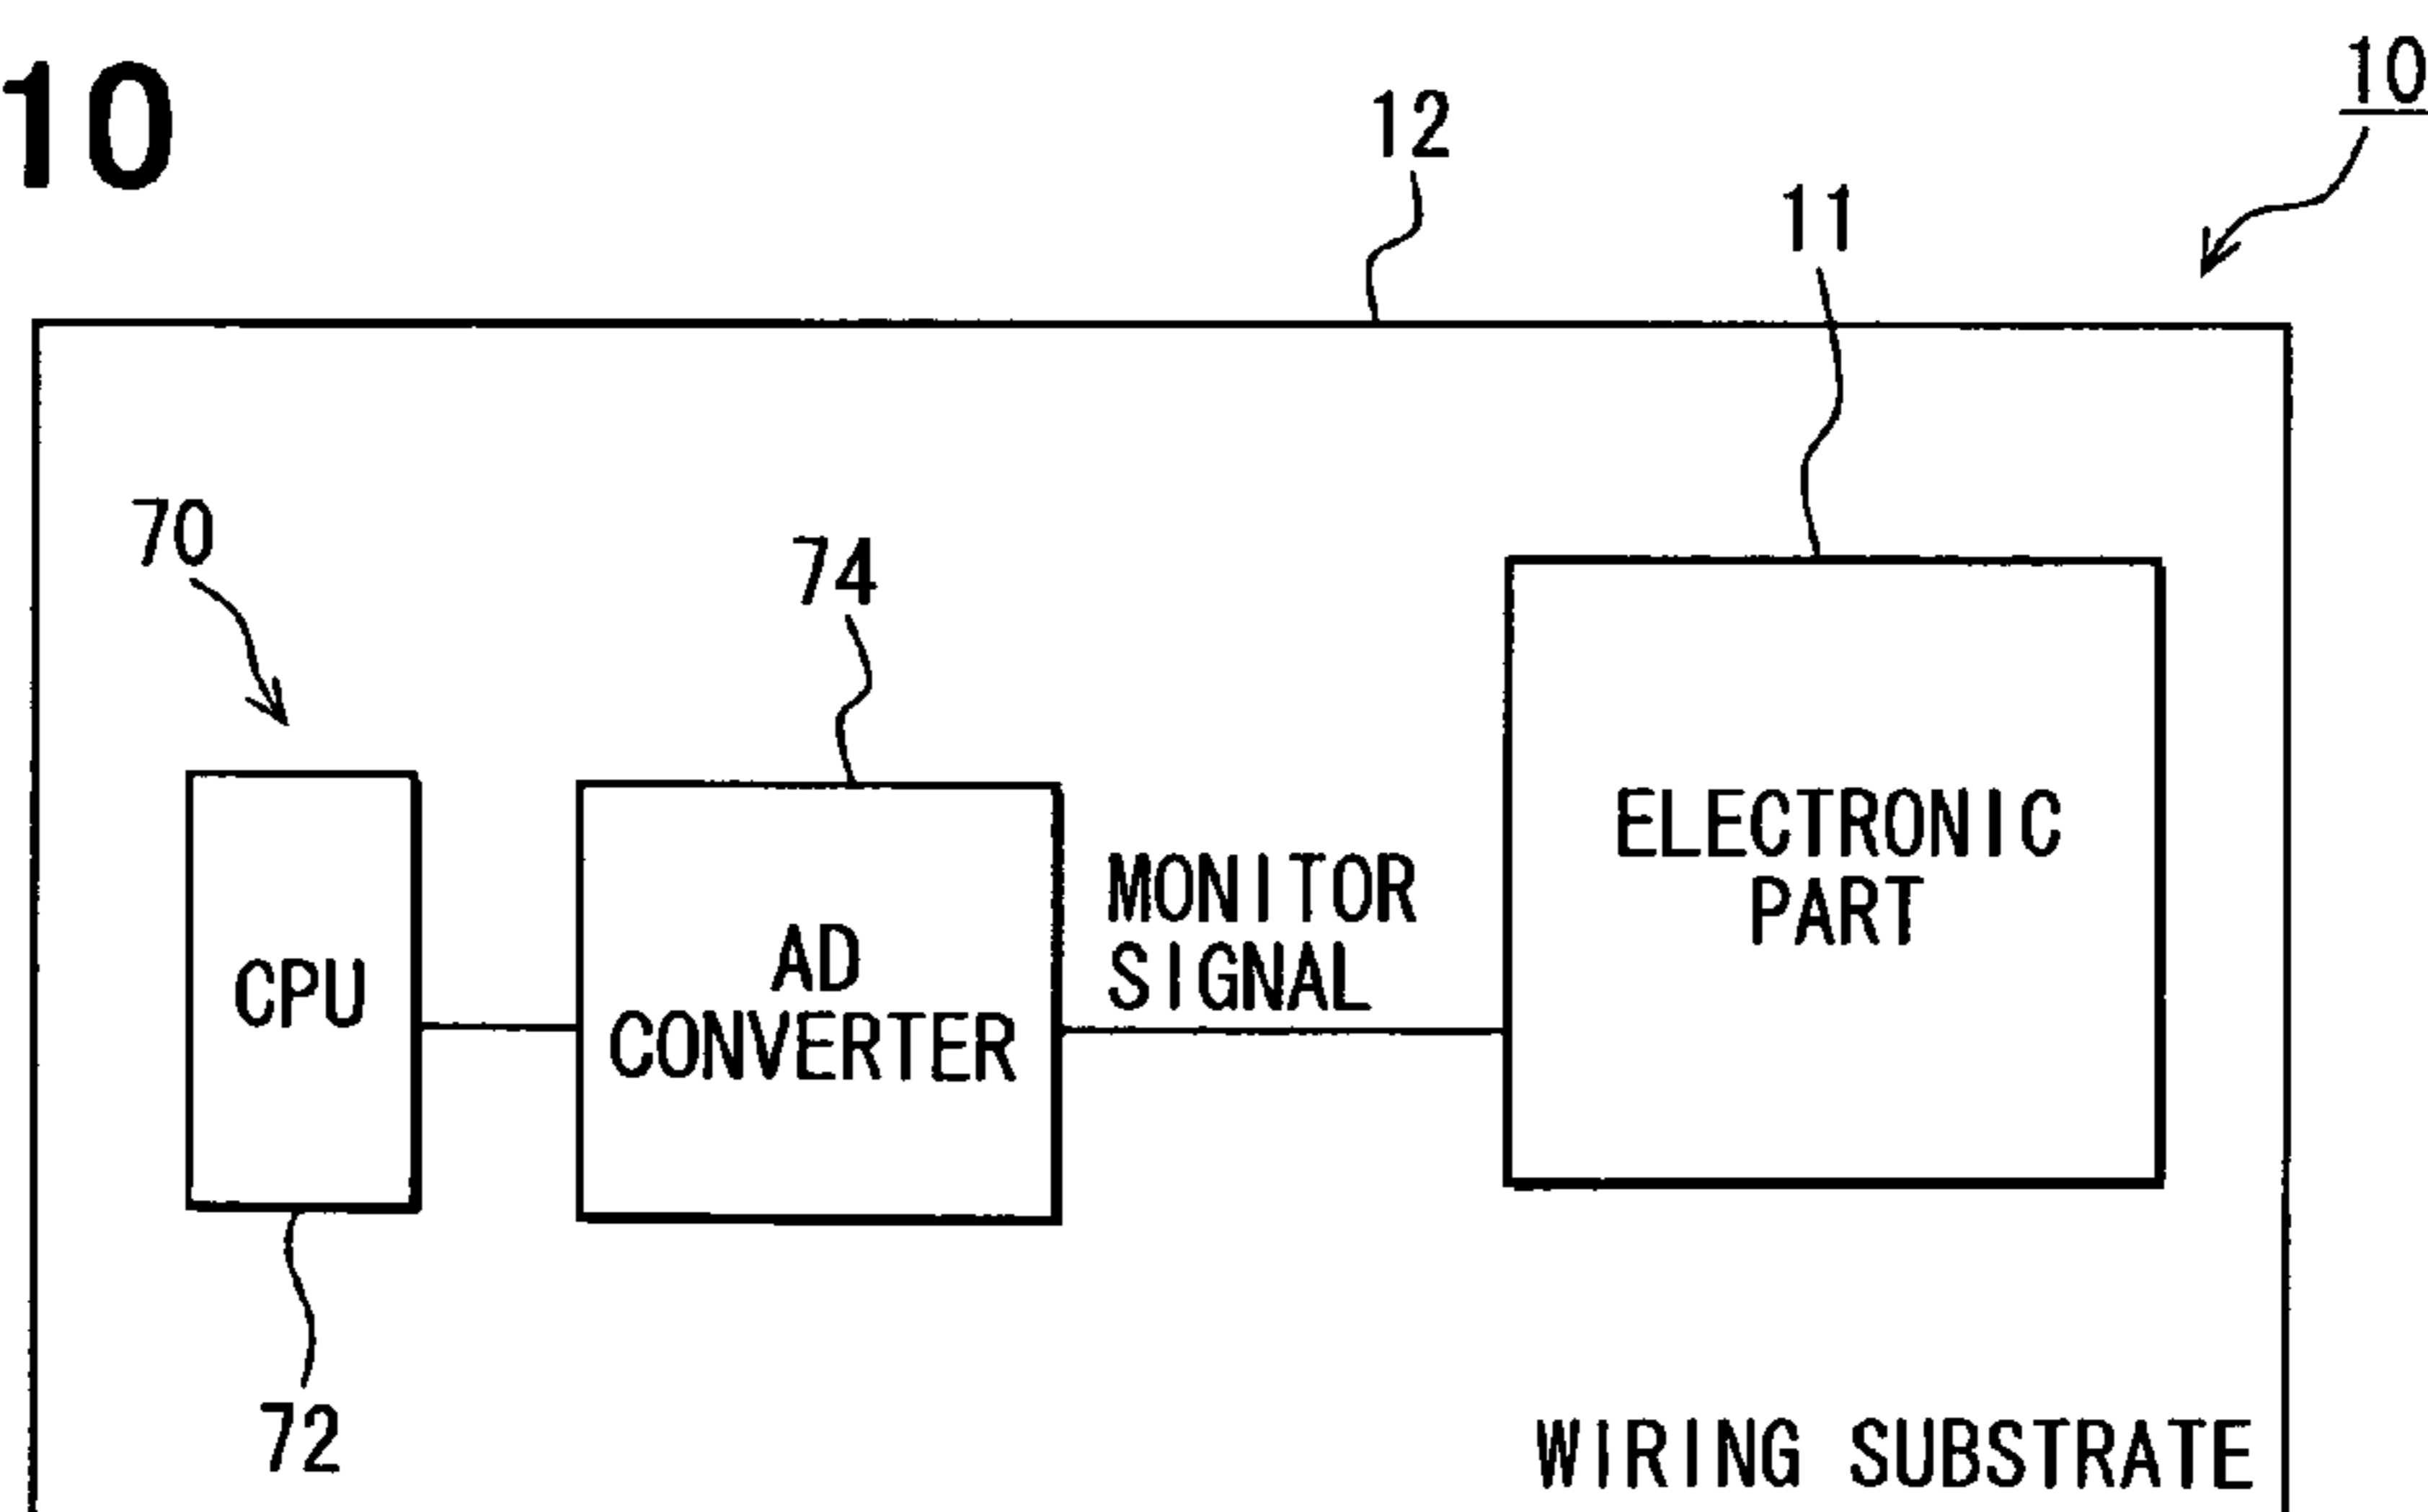 10
10
12
11
70
74
ELECTRONIC
PART
MONITOR
SIGNAL
AD
CONVERTER
CPU
72
WIRING SUBSTRATE